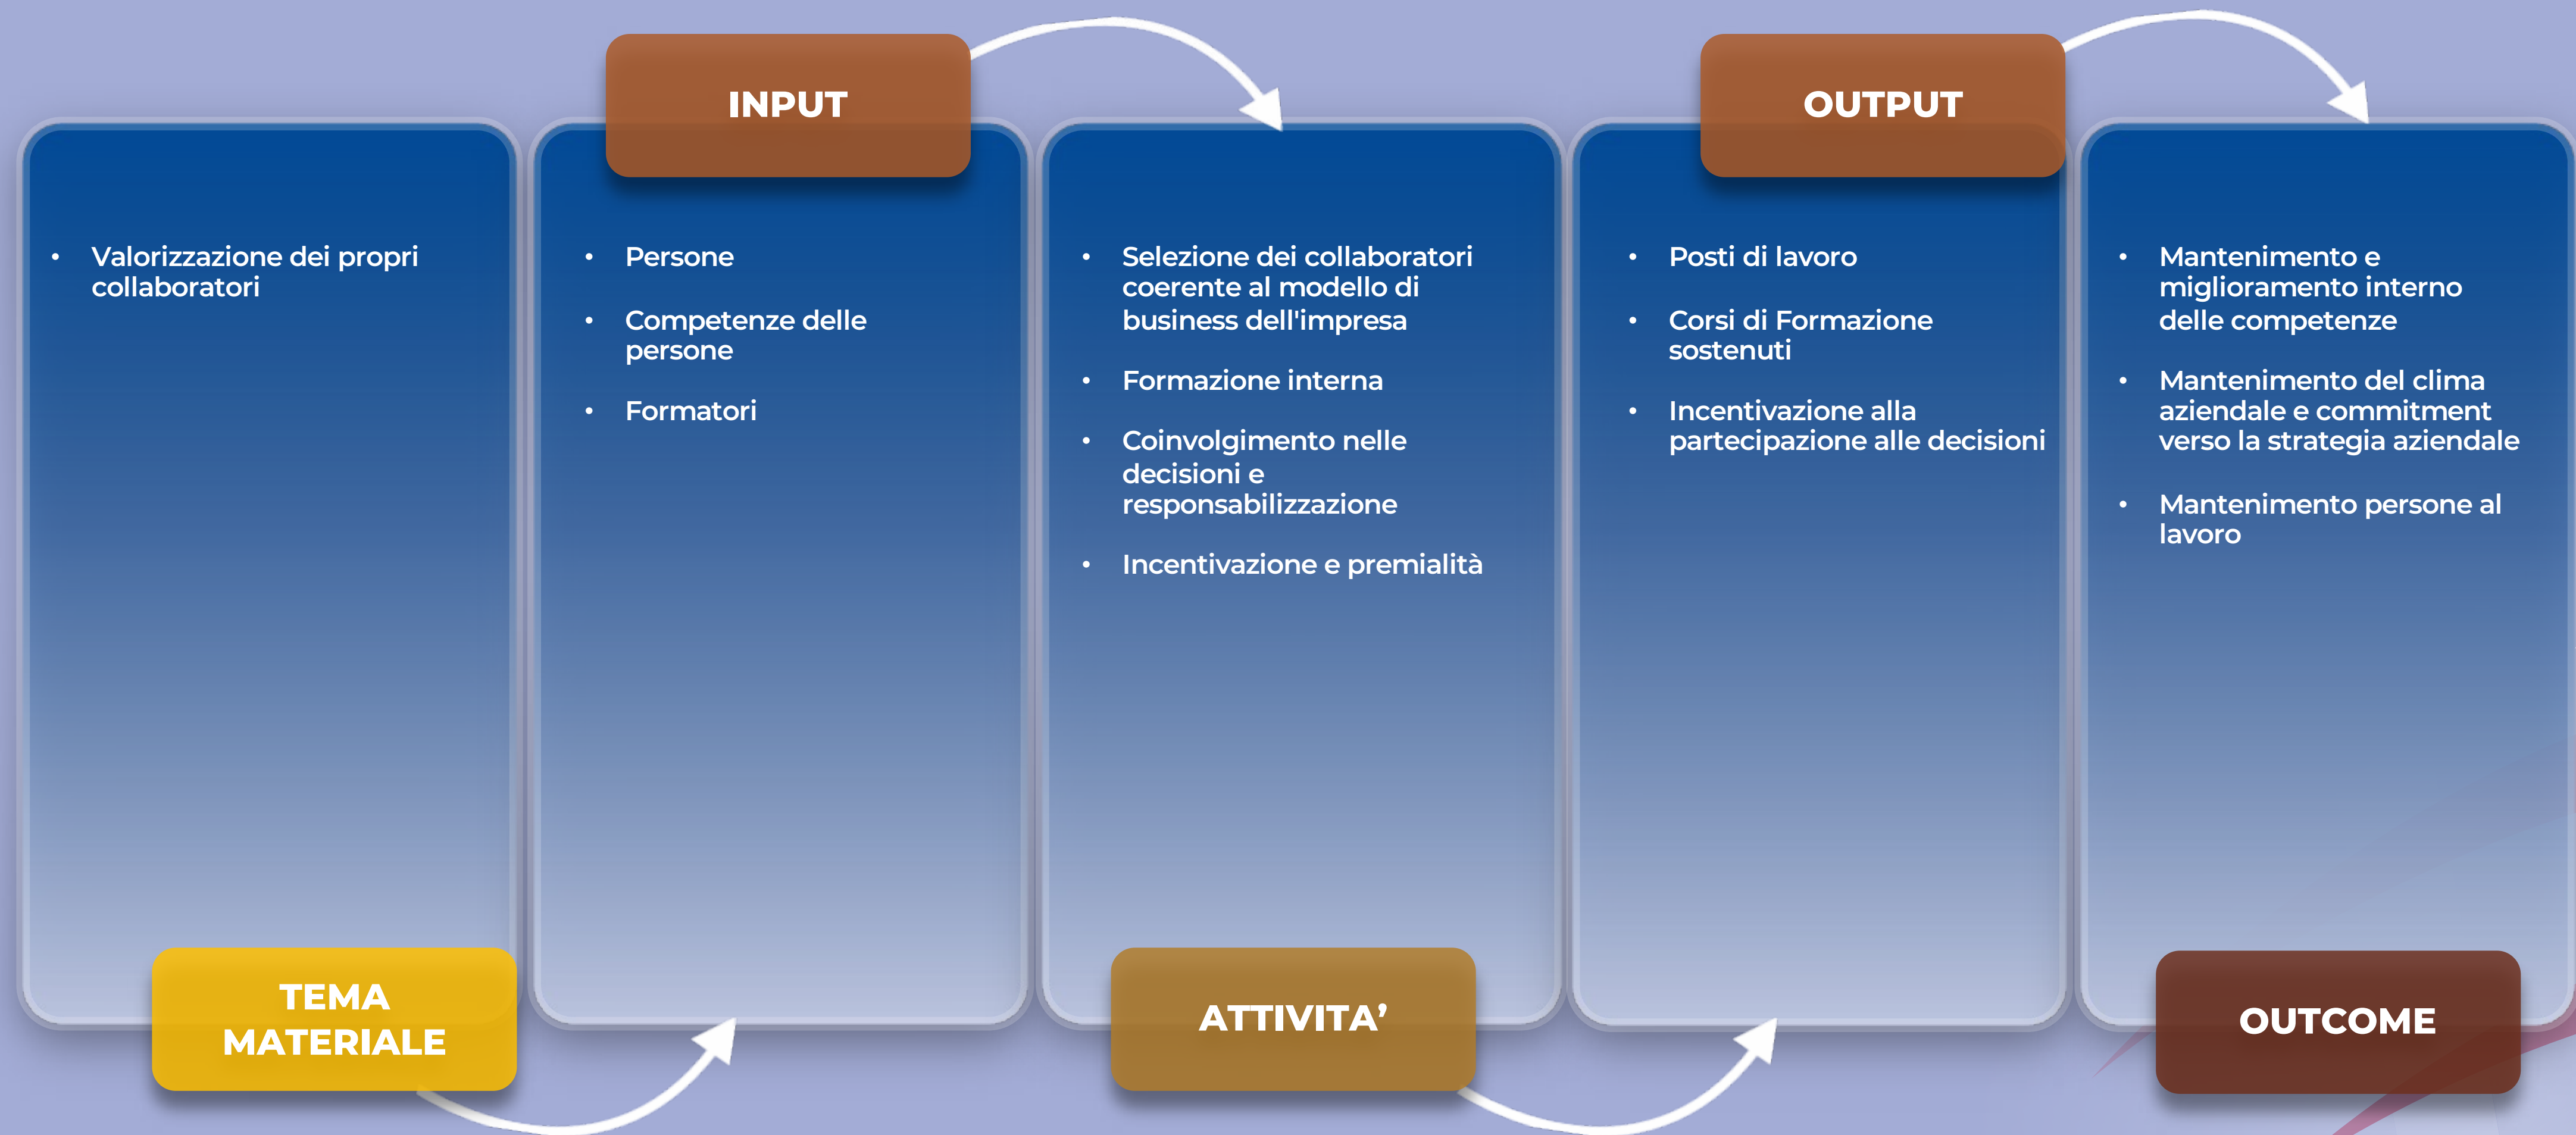 INPUT
OUTPUT
• Valorizzazione dei propri
collaboratori
• Persone
• Competenze delle
persone
• Formatori
• Selezione dei collaboratori
coerente al modello di
business dell'impresa
• Formazione interna
• Coinvolgimento nelle
decisioni e
responsabilizzazione
• Incentivazione e premialità
• Posti di lavoro
• Corsi di Formazione
sostenuti
• Incentivazione alla
partecipazione alle decisioni
• Mantenimento e
miglioramento interno
delle competenze
• Mantenimento del clima
aziendale e commitment
verso la strategia aziendale
• Mantenimento persone al
lavoro
TEMA
MATERIALE
ATTIVITA’
OUTCOME